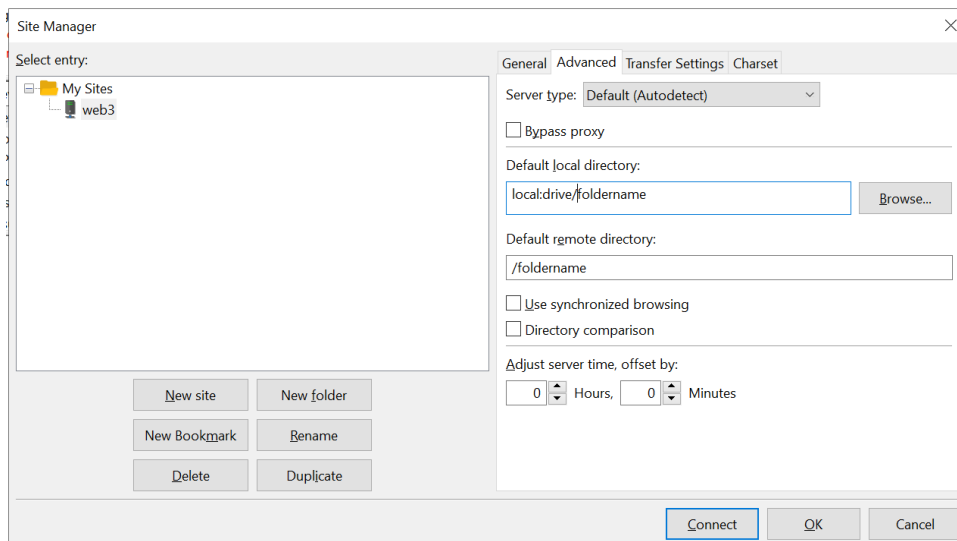 Site Manager
Select entry:
My Sites
web3
New site
New folder
New Bookmark
Rename
Delete
Duplicate
General Advanced Transfer Settings Charset
Server type: Default (Autodetect)
Bypass proxy
Default local directory:
local:drive/foldername
Browse...
Default remote directory:
/foldername
Use synchronized browsing
Directory comparison
Adjust server time, offset by:
0 Hours, 0 Minutes
Connect OK Cancel